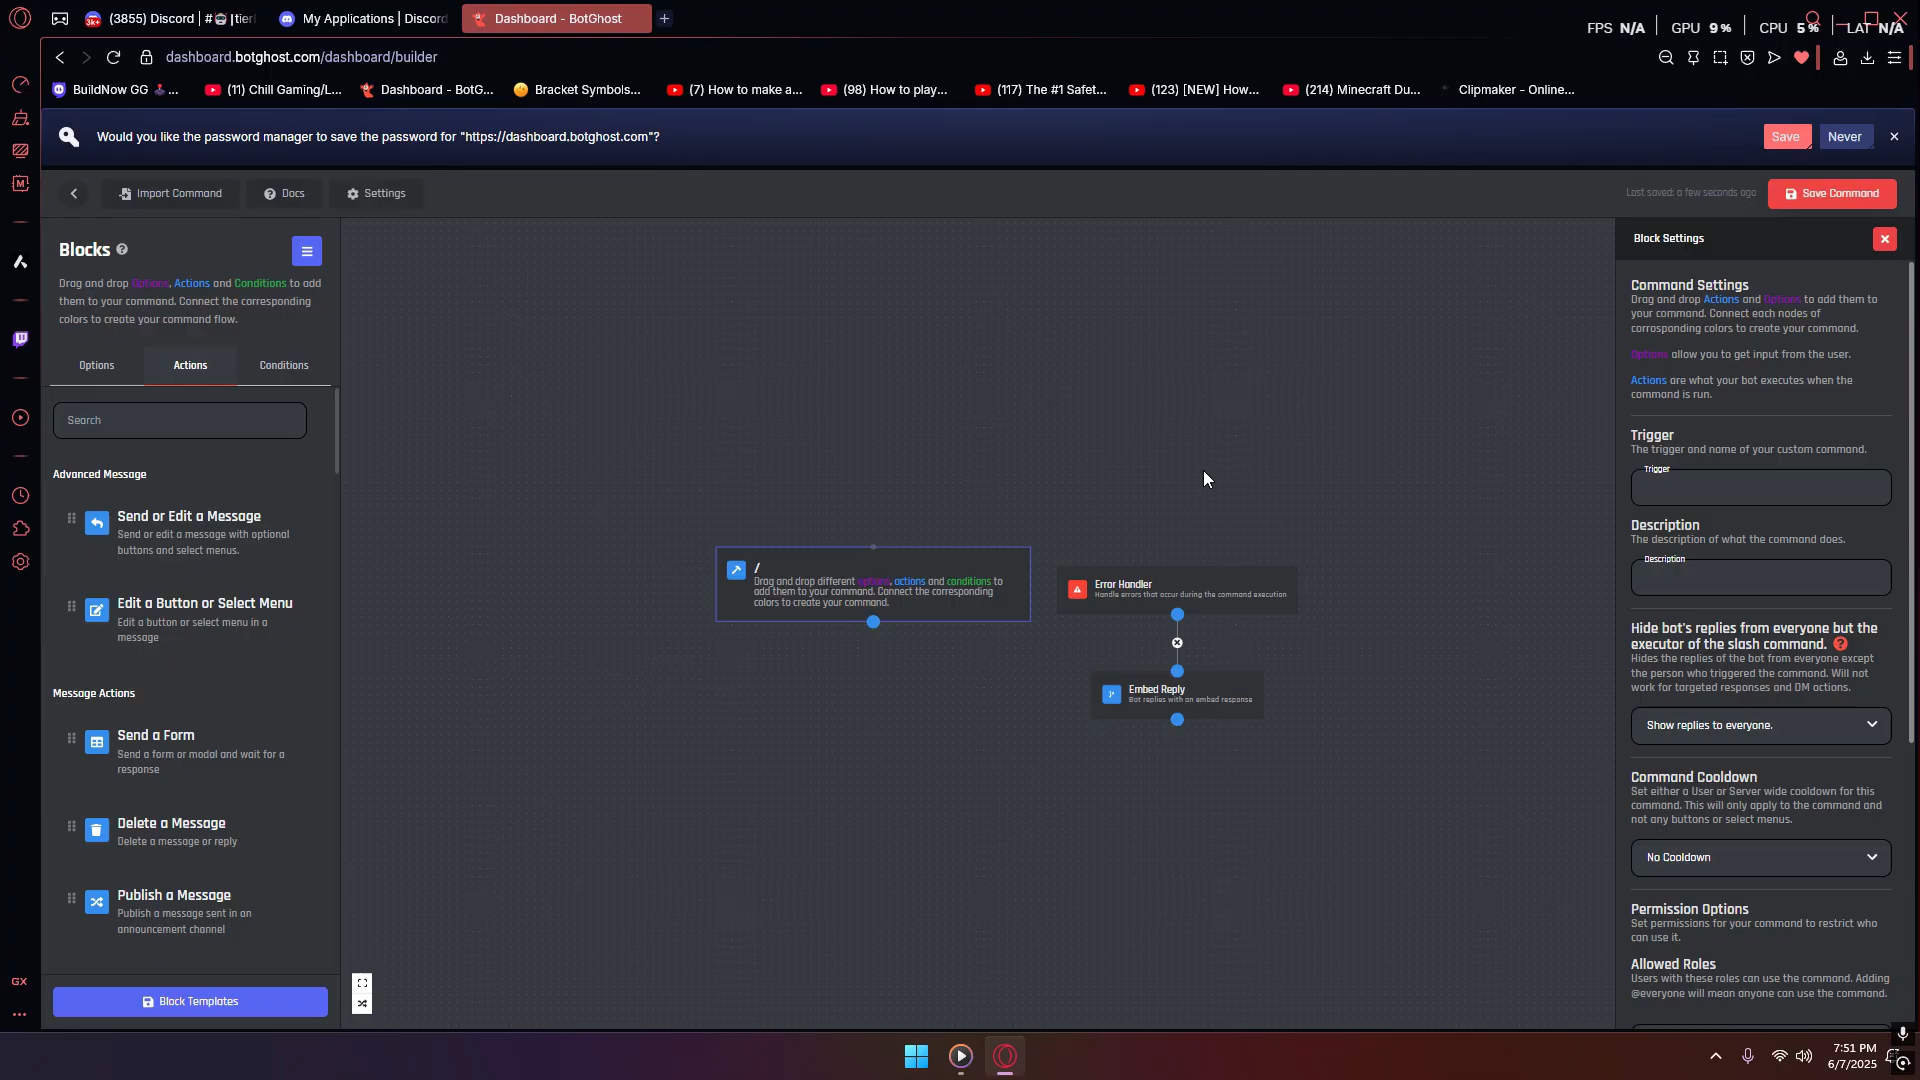 (3855) Discord | #
|tierl
My Applications | Discord
Dashboard - BotGhost
FPS N/A
GPU 9%
CPU 5%
LAT N/A
dashboard.botghost.com/dashboard/builder
BuildNow GG
...
(11) Chill Gaming/L...
Dashboard - BotG...
Bracket Symbols...
(7) How to make a...
(98) How to play...
(117) The #1 Safet...
(123) [NEW] How...
(214) Minecraft Du...
Clipmaker - Online...
Would you like the password manager to save the password for "https://dashboard.botghost.com"?
Save
Never
Import Command
Docs
Settings
Last saved: a few seconds ago
Save Command
Blocks
Drag and drop Options, Actions and Conditions to add
them to your command. Connect the corresponding
colors to create your command flow.
Options
Actions
Conditions
Search
Advanced Message
Send or Edit a Message
Send or edit a message with optional
buttons and select menus.
Edit a Button or Select Menu
Edit a button or select menu in a
message
Message Actions
Send a Form
Send a form or modal and wait for a
response
Delete a Message
Delete a message or reply
Publish a Message
Publish a message sent in an
announcement channel
Block Templates
/
Drag and drop different options, actions and conditions to
add them to your command. Connect the corresponding
colors to create your command.
Error Handler
Handle errors that occur during the command execution
Embed Reply
Bot replies with an embed response
Block Settings
Command Settings
Drag and drop Actions and Options to add them to
your command. Connect each nodes of
corrosponding colors to create your command.
Options allow you to get input from the user.
Actions are what your bot executes when the
command is run.
Trigger
The trigger and name of your custom command.
Trigger
Description
The description of what the command does.
Description
Hide bot's replies from everyone but the
executor of the slash command.
Hides the replies of the bot from everyone except
the person who triggered the command. Will not
work for targeted responses and DM actions.
Show replies to everyone.
Command Cooldown
Set either a User or Server wide cooldown for this
command. This will only apply to the command and
not any buttons or select menus.
No Cooldown
Permission Options
Set permissions for your command to restrict who
can use it.
Allowed Roles
Users with these roles can use the command. Adding
@everyone will mean anyone can use the command.
GX
7:51 PM
6/7/2025